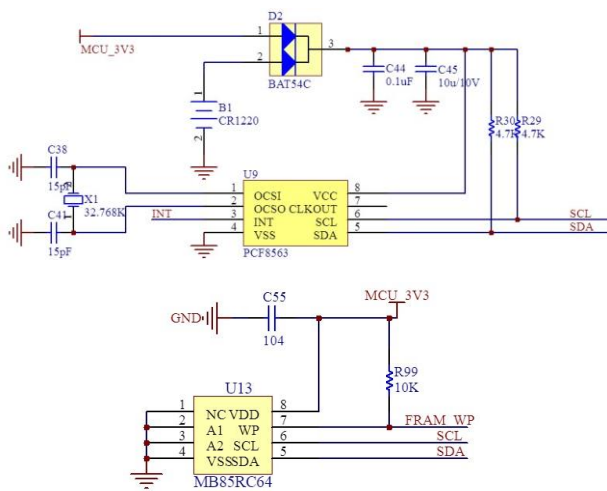 D2
1
3
MCU_3V3
2
C44
C45
0.1uF
10u/10V
BAT54C
1
B1
CR1220
2
R30
R29
4.7K
4.7K
C38
U9
15pF
1
OCSI
VCC
8
X1
2
OCSO
CLKOUT
7
32.768K
INT
3
INT
SCL
6
SCL
C41
4
VSS
SDA
5
SDA
15pF
PCF8563
C55
MCU_3V3
GND
104
R99
10K
U13
1
NC
VDD
8
2
A1
WP
7
FRAM_WP
3
A2
SCL
6
SCL
4
VSS
SDA
5
SDA
MB85RC64